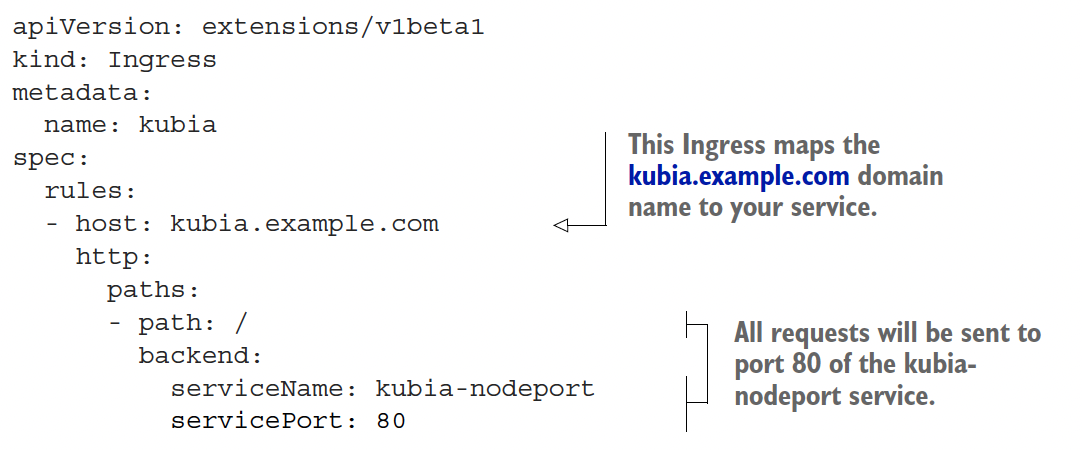 apiVersion: extensions/v1beta1
kind: Ingress
metadata:
  name: kubia
spec:
  rules:
  - host: kubia.example.com
    http:
      paths:
      - path: /
        backend:
          serviceName: kubia-nodeport
          servicePort: 80
This Ingress maps the
kubia.example.com domain
name to your service.
All requests will be sent to
port 80 of the kubia-
nodeport service.